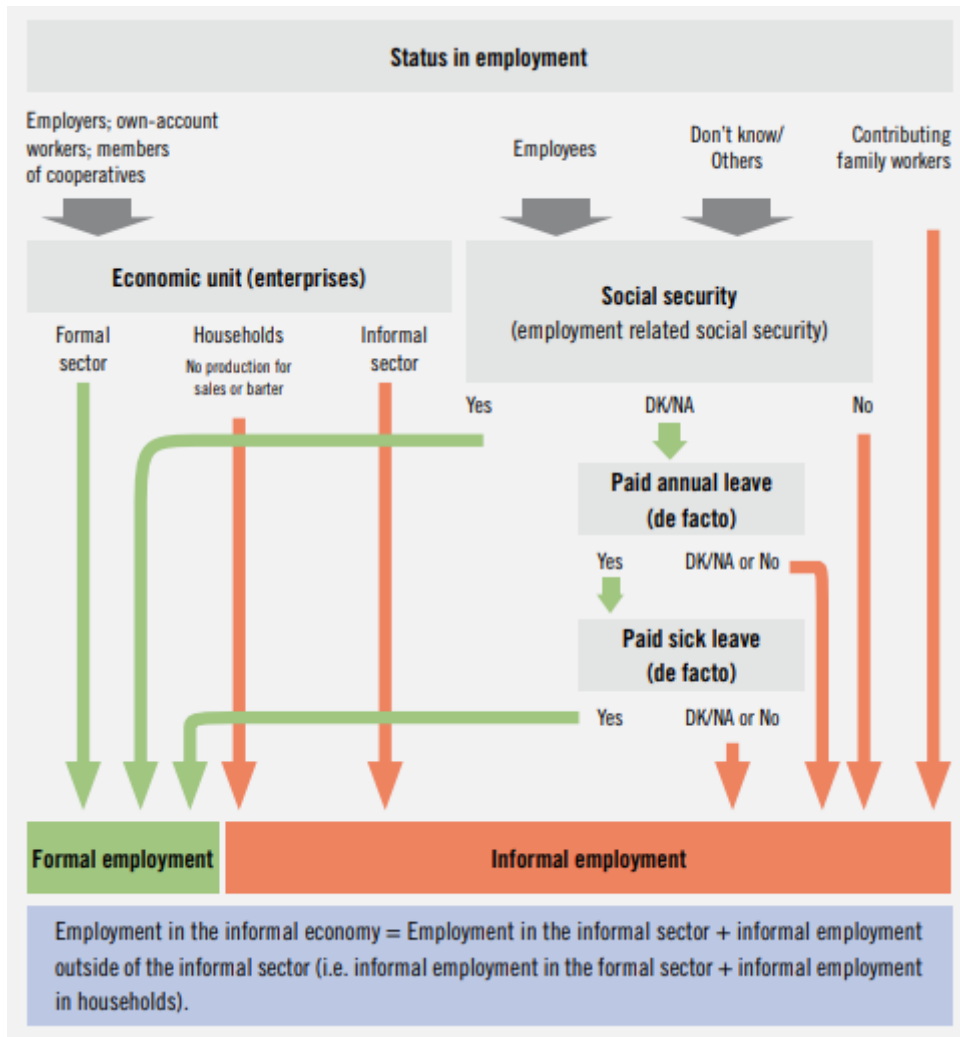 Status in employment
Employers; own-account
workers; members
of cooperatives
Employees
Don't know/
Others
Contributing
family workers
Economic unit (enterprises)
Social security
(employment related social security)
Formal
sector
Households
No production for
sales or barter
Informal
sector
Yes
DK/NA
No
Paid annual leave
(de facto)
Yes
DK/NA or No
Paid sick leave
(de facto)
Yes
DK/NA or No
Formal employment
Informal employment
Employment in the informal economy = Employment in the informal sector + informal employment
outside of the informal sector (i.e. informal employment in the formal sector + informal employment
in households).